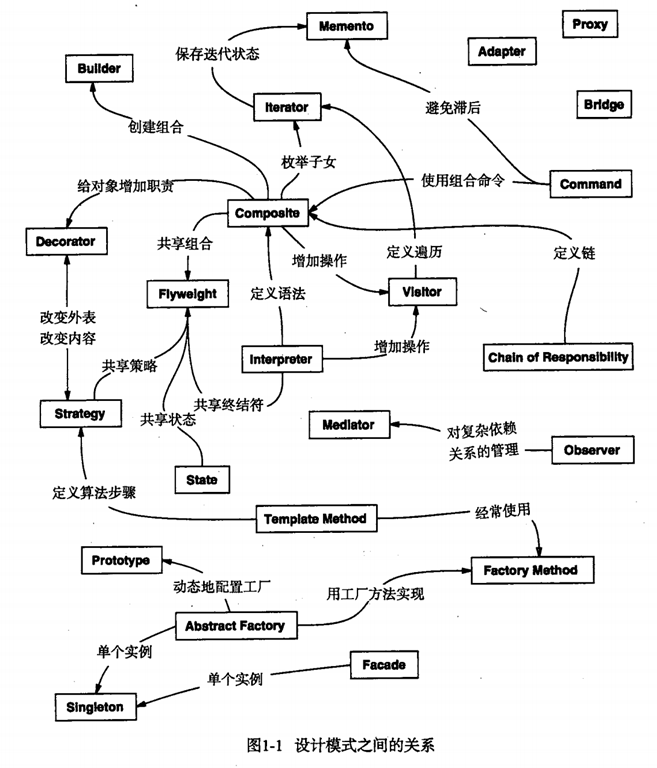 Memento
Proxy
Adapter
保存迭代状态
Builder
Iterator
避免滞后
Bridge
创建组合
枚举子女
给对象增加职责
使用组合命令
Command
Composite
Decorator
共享组合
增加操作
定义遍历
定义链
Flyweight
定义语法
Visitor
改变外表
改变内容
共享策略
Interpreter
增加操作
Chain of Responsibility
Strategy
共享状态
共享终结符
Mediator
对复杂依赖
关系的管理
Observer
State
定义算法步骤
Template Method
经常使用
Prototype
动态地配置工厂
用工厂方法实现
Factory Method
Abstract Factory
单个实例
Facade
单个实例
Singleton
图1-1 设计模式之间的关系